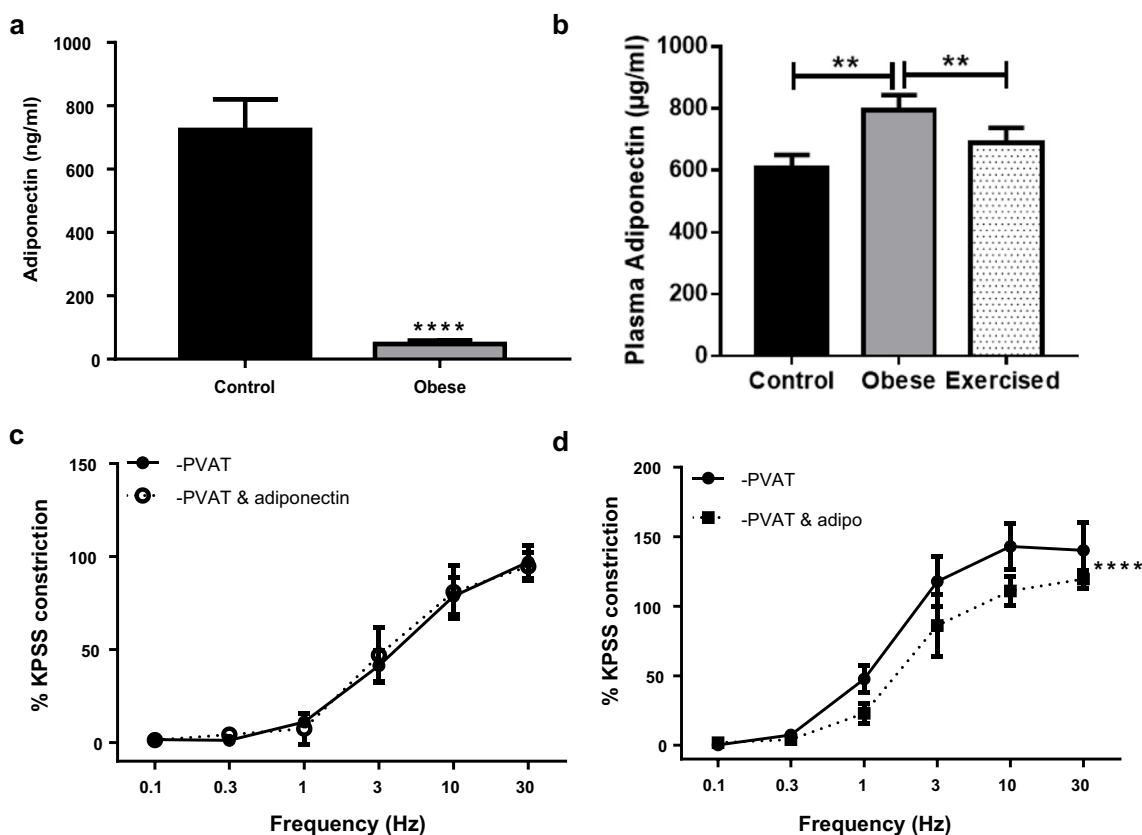 a
1000
800
600
400
200
0
Adiponectin (ng/ml)
****
Control Obese
b
1000
800
600
400
200
0
Plasma Adiponectin (µg/ml)
** **
Control Obese Exercised
c
-PVAT
-PVAT & adiponectin
150
100
50
0
% KPSS constriction
0.1 0.3 1 3 10 30
Frequency (Hz)
d
-PVAT
-PVAT & adipo
200
150
100
50
0
% KPSS constriction
****
0.1 0.3 1 3 10 30
Frequency (Hz)